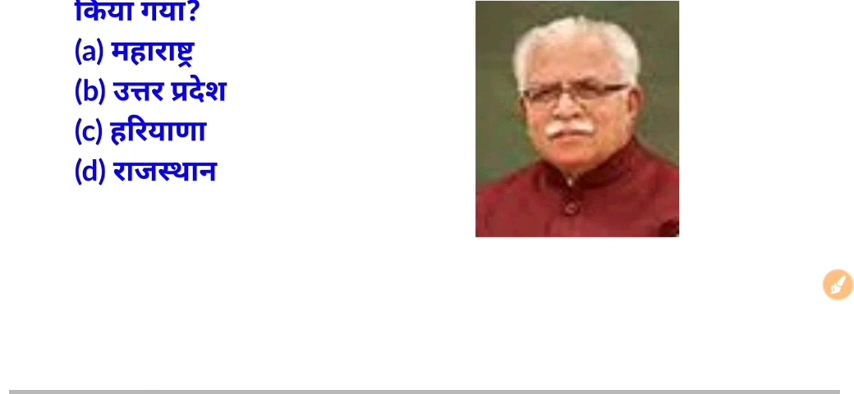 किया गया?
(a) महाराष्ट्र
(b) उत्तर प्रदेश
(c) हरियाणा
(d) राजस्थान